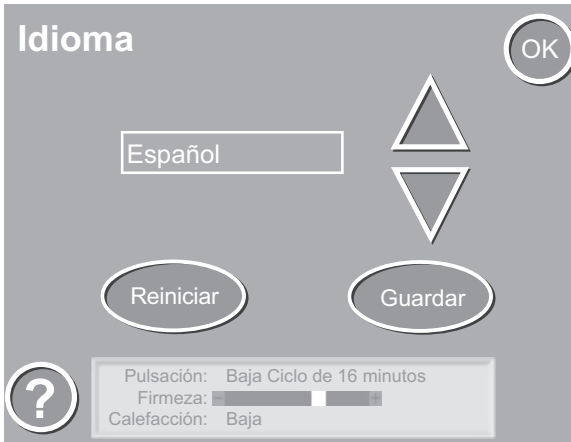 Idioma
OK
Español
Reiniciar
Guardar
?
Pulsación: Baja Ciclo de 16 minutos
Firmeza: - +
Calefacción: Baja